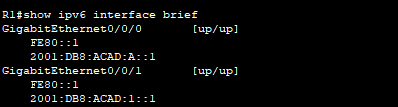 R1#show ipv6 interface brief
GigabitEthernet0/0/0       [up/up]
    FE80::1
    2001:DB8:ACAD:A::1
GigabitEthernet0/0/1       [up/up]
    FE80::1
    2001:DB8:ACAD:1::1